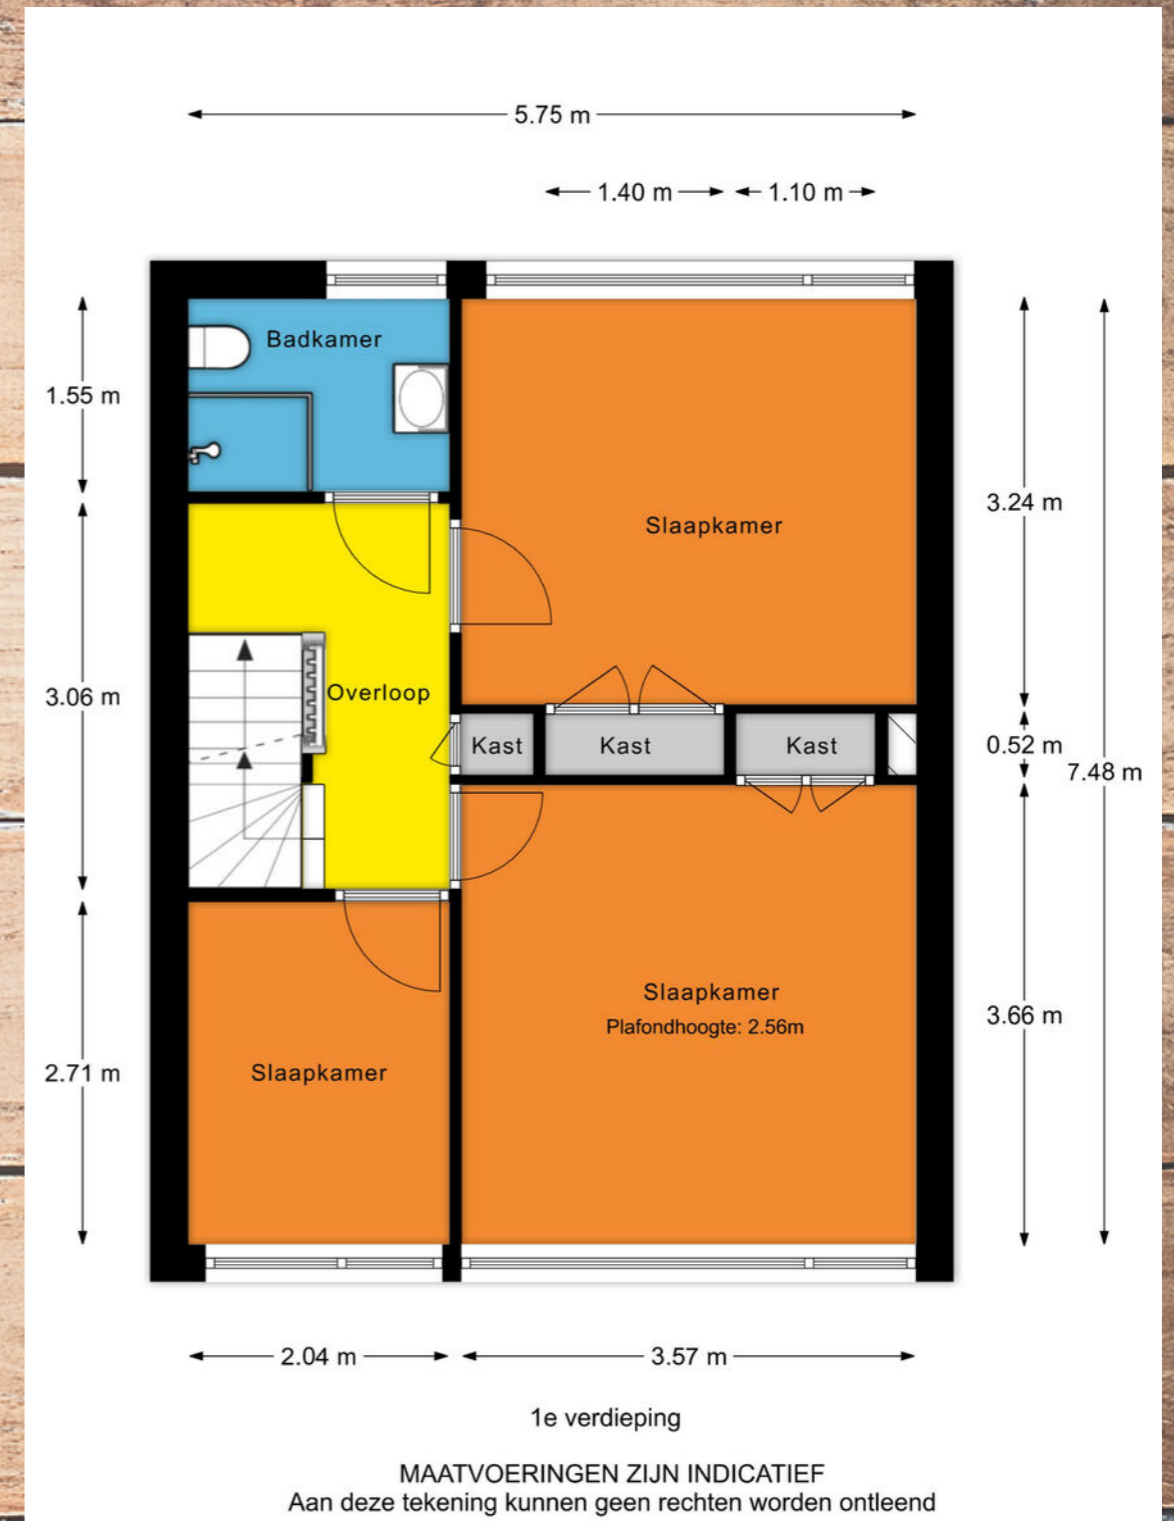 5.75 m
1.40 m
1.10 m
Badkamer
1.55 m
3.24 m
Slaapkamer
3.06 m
Overloop
Kast
Kast
Kast
0.52 m
7.48 m
Slaapkamer
Plafondhoogte: 2.56m
3.66 m
2.71 m
Slaapkamer
2.04 m
3.57 m
1e verdieping
MAATVOERINGEN ZIJN INDICATIEF
Aan deze tekening kunnen geen rechten worden ontleend